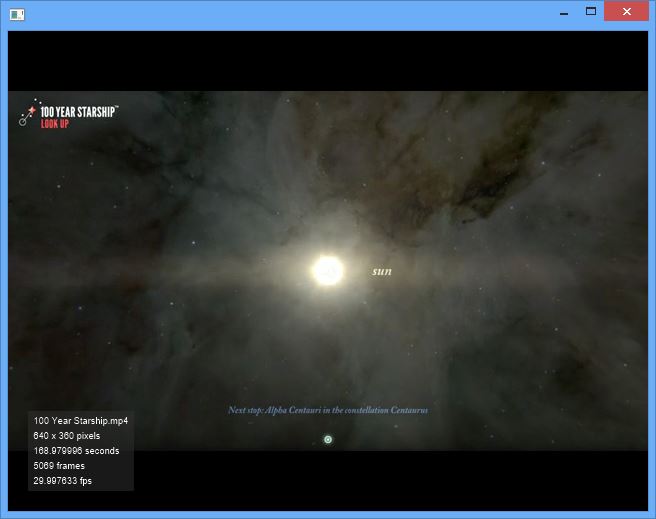 100 YEAR STARSHIP™
LOOK UP
sun
Next stop: Alpha Centauri in the constellation Centaurus
100 Year Starship.mp4
640 x 360 pixels
168.979996 seconds
5069 frames
29.997633 fps